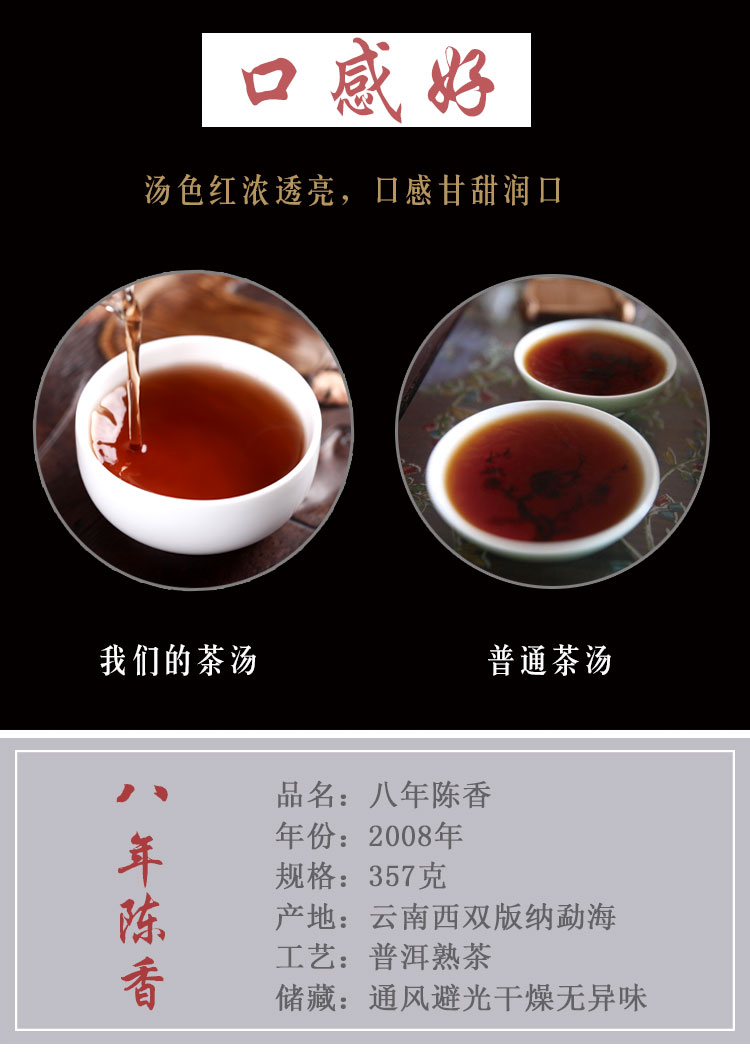 口感好
汤色红浓透亮，口感甘甜润口
我们的茶汤
普通茶汤
八年陈香
品名：八年陈香
年份：2008年
规格：357克
产地：云南西双版纳勐海
工艺：普洱熟茶
储藏：通风避光干燥无异味